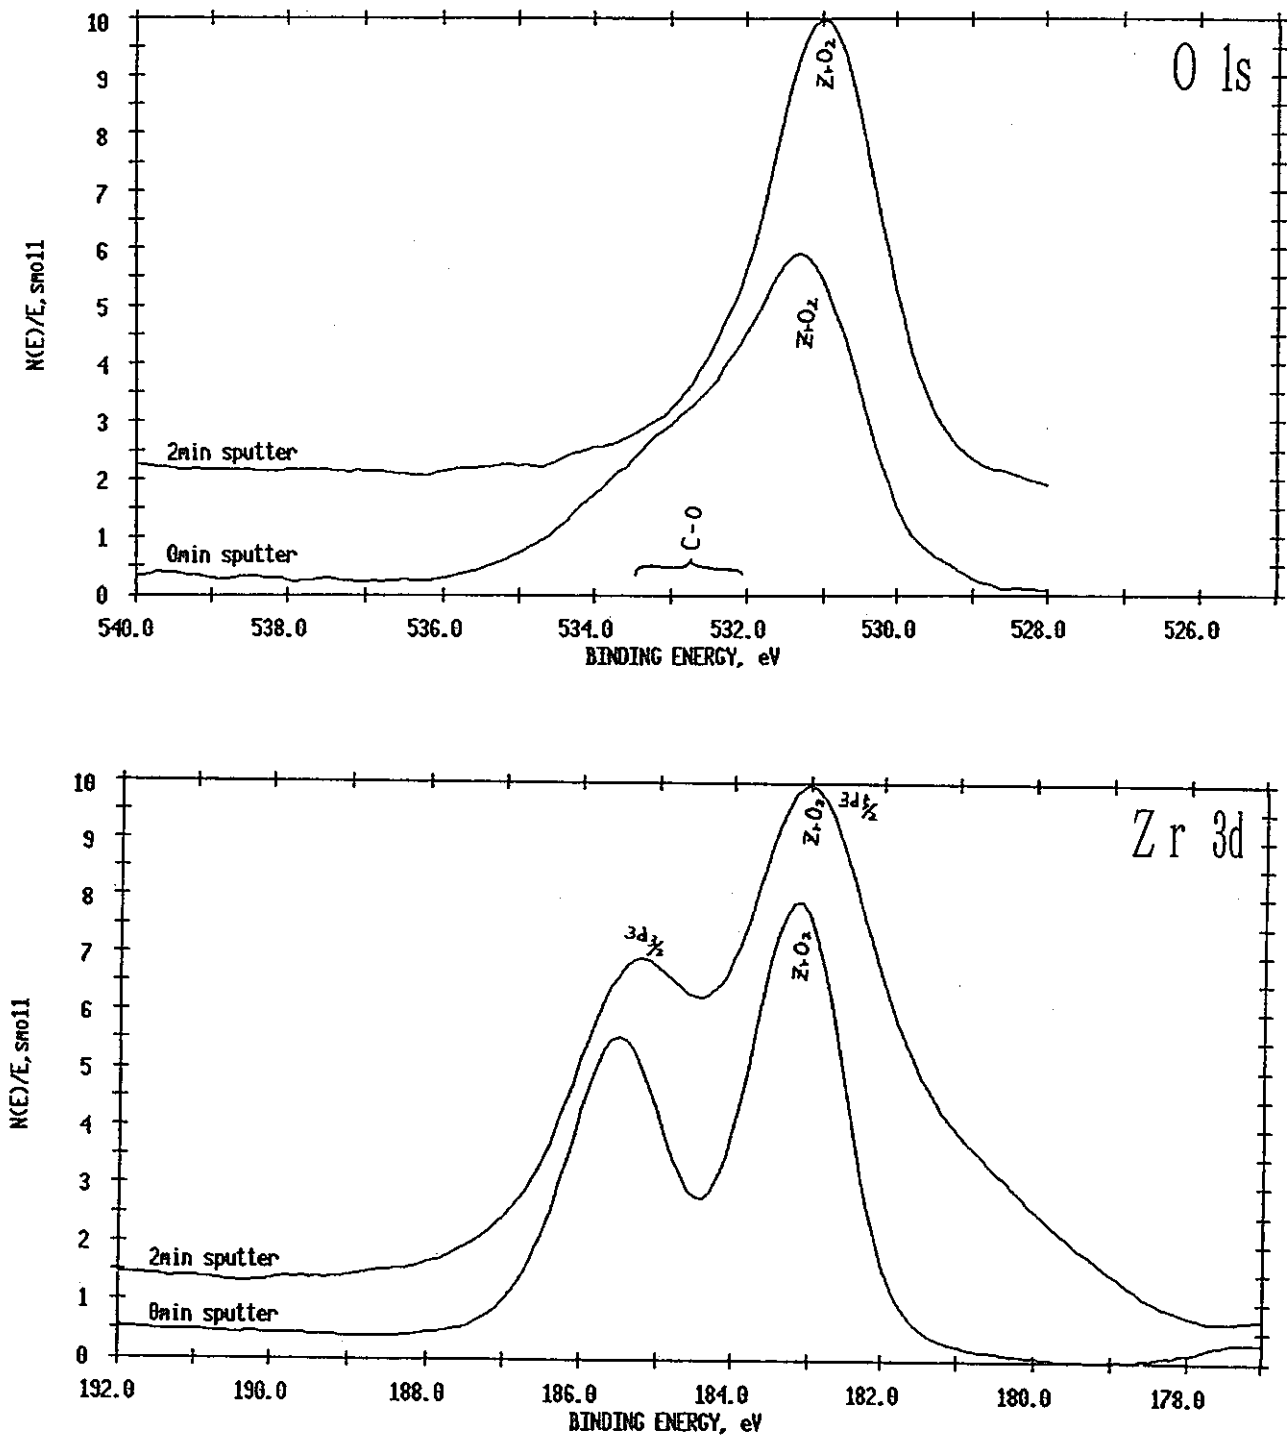 O 1s
10
9
8
7
6
5
4
3
2
1
0
N(E)/E,smo11
ZrO2
ZrO2
2min sputter
0min sputter
C-O
540.0 538.0 536.0 534.0 532.0 530.0 528.0 526.0
BINDING ENERGY, eV
Zr 3d
10
9
8
7
6
5
4
3
2
1
0
N(E)/E,smo11
ZrO2
3d 5/2
3d 3/2
ZrO2
2min sputter
0min sputter
192.0 190.0 188.0 186.0 184.0 182.0 180.0 178.0
BINDING ENERGY, eV